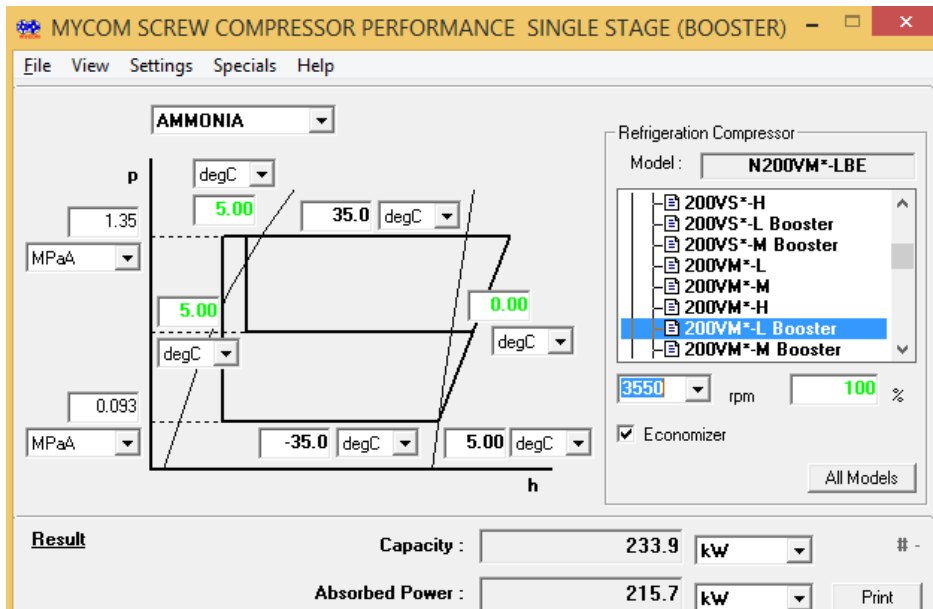 MYCOM SCREW COMPRESSOR PERFORMANCE SINGLE STAGE (BOOSTER)
File View Settings Specials Help
AMMONIA
Refrigeration Compressor
Model : N200VM*-LBE
p
degC
5.00
35.0 degC
1.35
MPaA
200VS*-H
200VS*-L Booster
200VS*-M Booster
200VM*-L
200VM*-M
200VM*-H
200VM*-L Booster
200VM*-M Booster
5.00
degC
0.00
degC
3550 rpm 100 %
0.093
MPaA
-35.0 degC
5.00 degC
Economizer
h
All Models
Result
Capacity : 233.9 kW # -
Absorbed Power : 215.7 kW Print